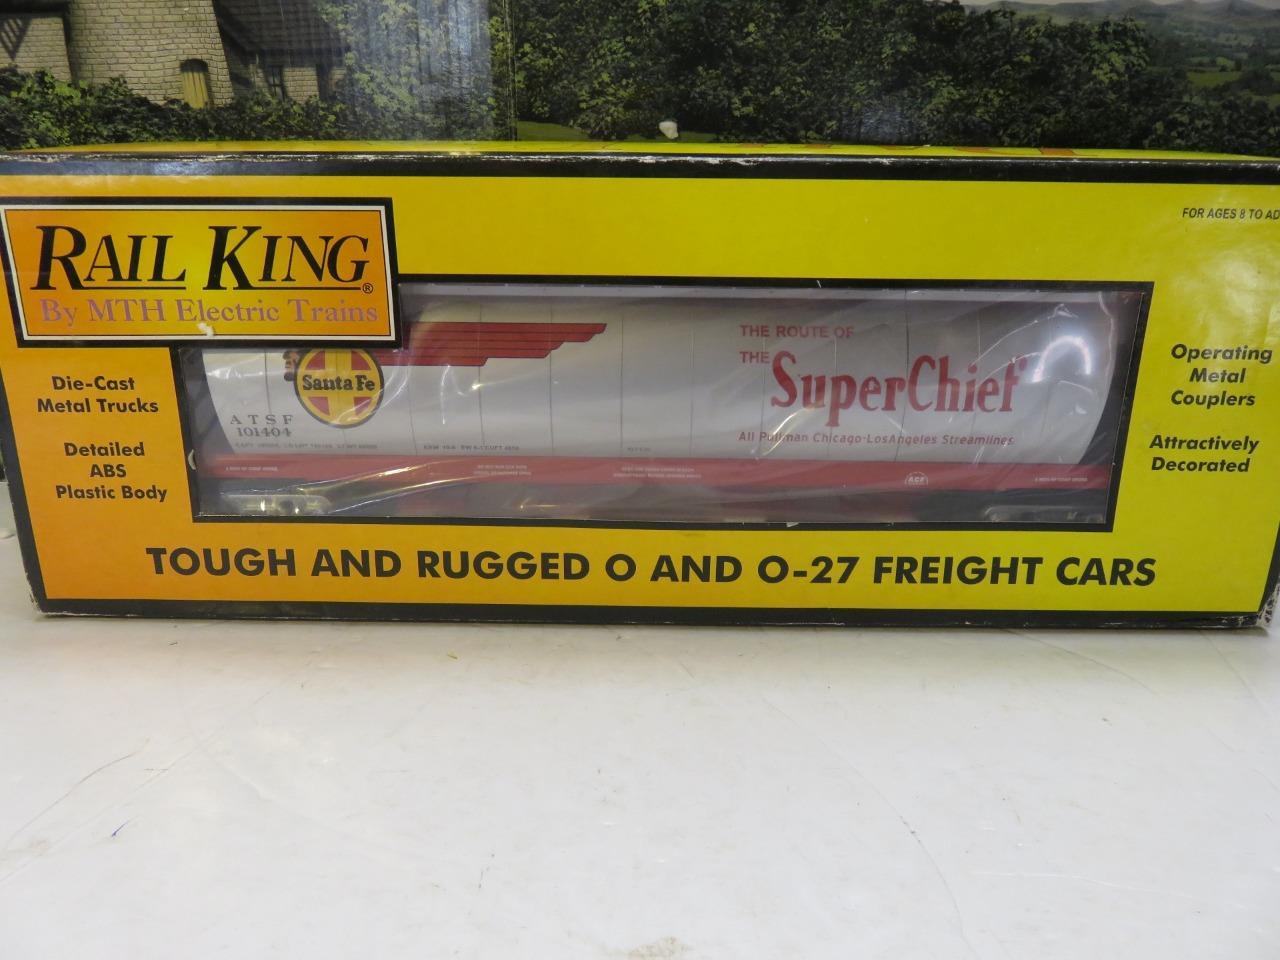 FOR AGES 8 TO AD
RAIL KING®
By MTH Electric Trains
Die-Cast
Metal Trucks
Detailed
ABS
Plastic Body
Santa Fe
ATSF
101404
THE ROUTE OF
THE SuperChief
All Pullman Chicago-LosAngeles Streamlines
ACF
Operating
Metal
Couplers
Attractively
Decorated
TOUGH AND RUGGED O AND O-27 FREIGHT CARS